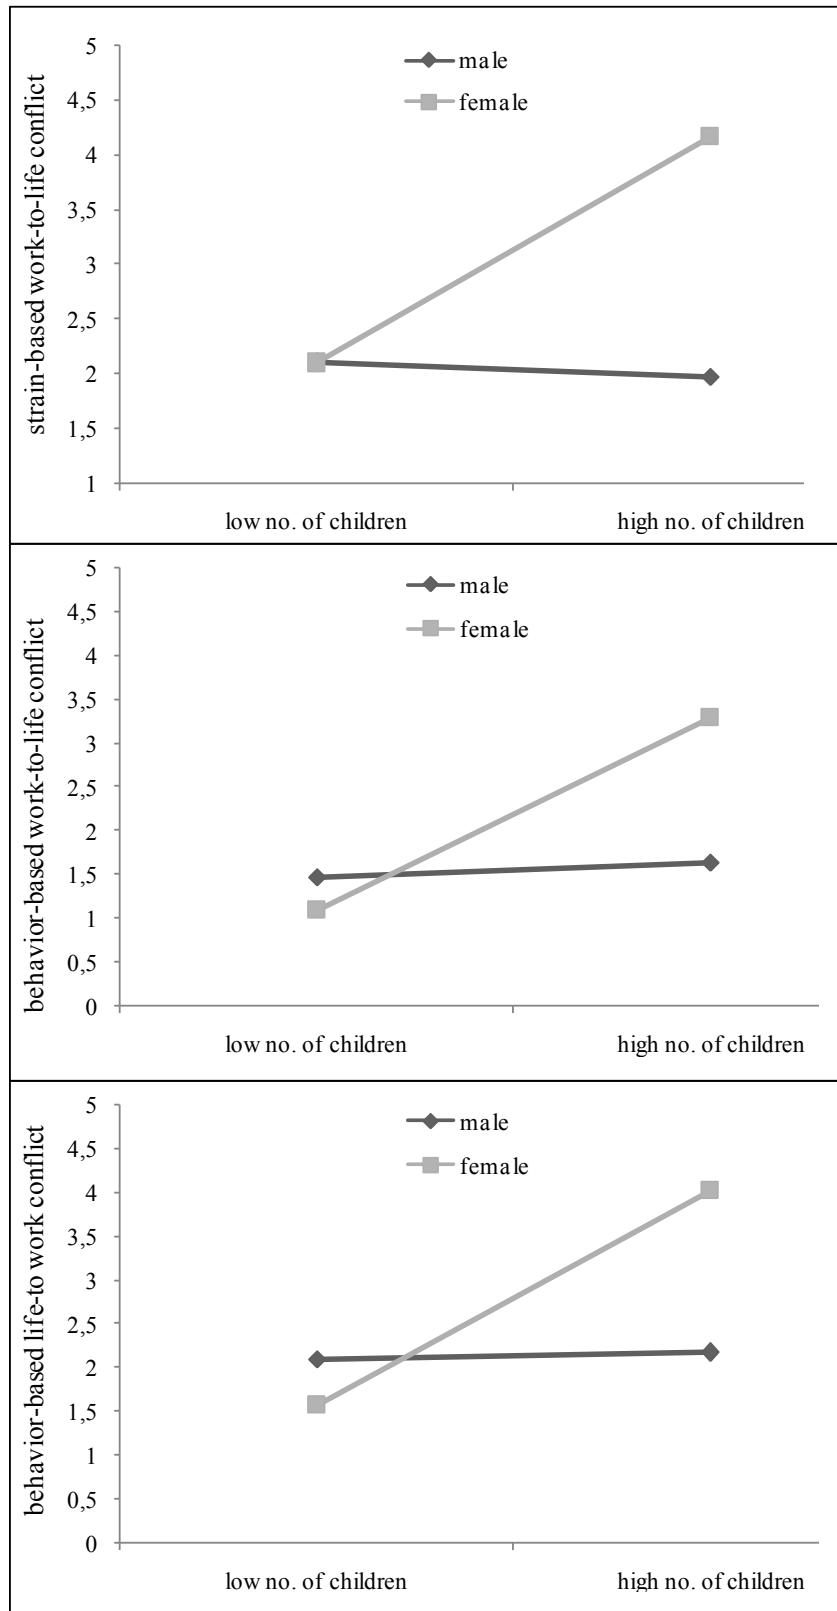 strain-based work-to-life conflict
5
4,5
4
3,5
3
2,5
2
1,5
1
male
female
low no. of children
high no. of children
behavior-based work-to-life conflict
5
4,5
4
3,5
3
2,5
2
1,5
1
0,5
0
male
female
low no. of children
high no. of children
behavior-based life-to work conflict
5
4,5
4
3,5
3
2,5
2
1,5
1
0,5
0
male
female
low no. of children
high no. of children